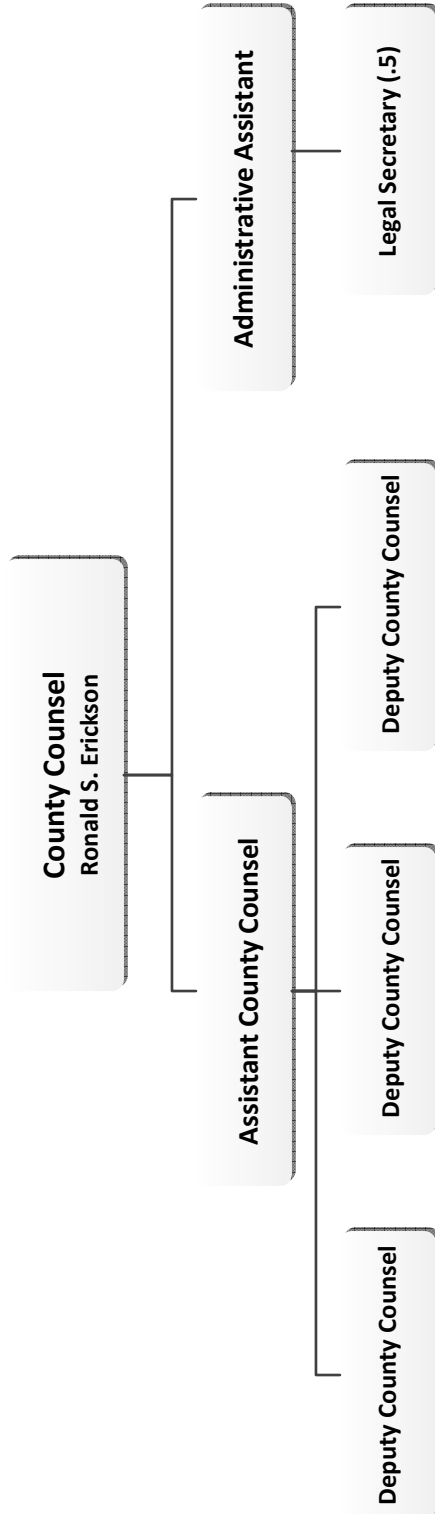 County Counsel
Ronald S. Erickson
Assistant County Counsel
Administrative Assistant
Deputy County Counsel
Deputy County Counsel
Deputy County Counsel
Legal Secretary (.5)